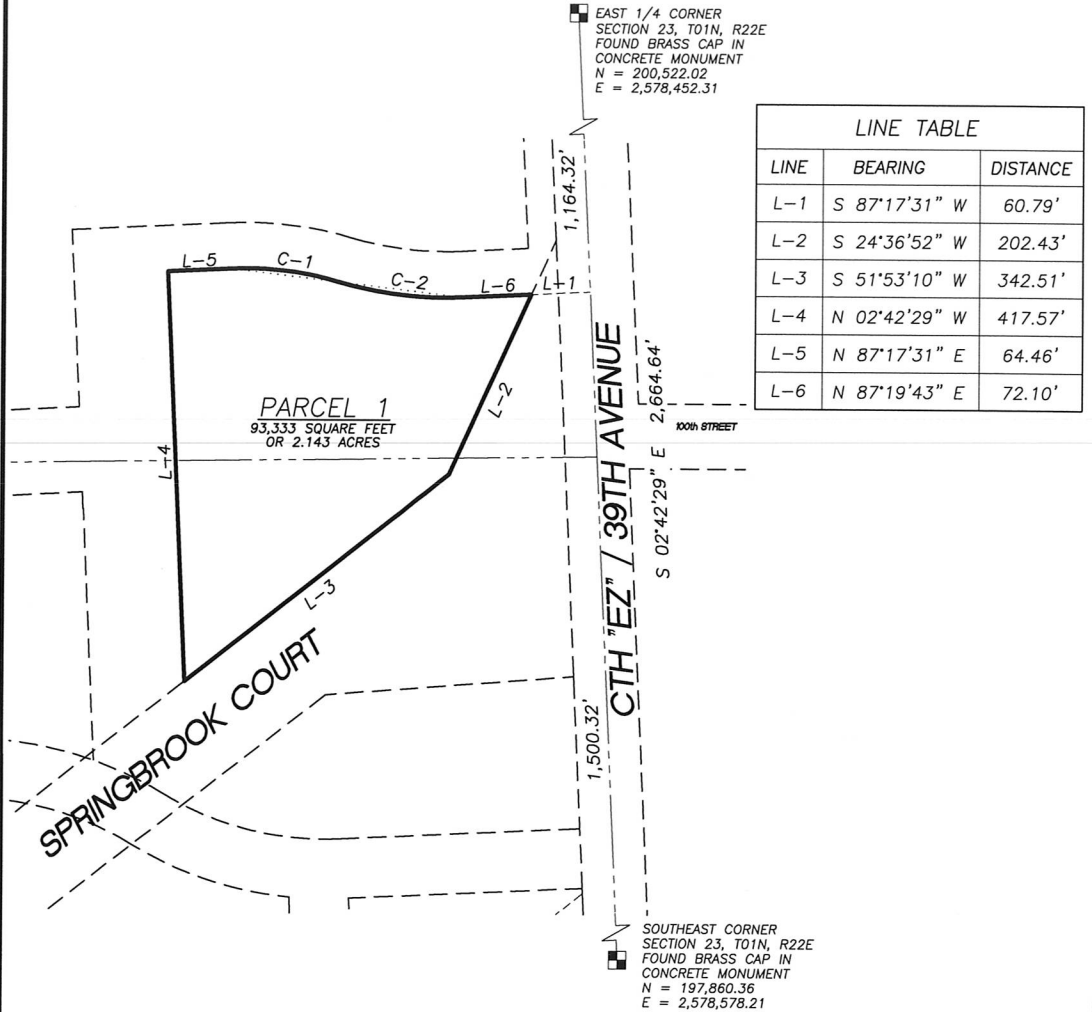 EAST 1/4 CORNER
SECTION 23, T01N, R22E
FOUND BRASS CAP IN
CONCRETE MONUMENT
N = 200,522.02
E = 2,578,452.31
LINE TABLE
LINE BEARING DISTANCE
L-1 S 87°17'31" W 60.79'
L-2 S 24°36'52" W 202.43'
L-3 S 51°53'10" W 342.51'
L-4 N 02°42'29" W 417.57'
L-5 N 87°17'31" E 64.46'
L-6 N 87°19'43" E 72.10'
1,164.32'
L-5
C-1
C-2
L-6
L-1
L-2
PARCEL 1
93,333 SQUARE FEET
OR 2.143 ACRES
L-4
L-3
100th STREET
CTH "EZ" / 39TH AVENUE
S 02°42'29" E 2,664.64'
1,500.32'
SPRINGBROOK COURT
SOUTHEAST CORNER
SECTION 23, T01N, R22E
FOUND BRASS CAP IN
CONCRETE MONUMENT
N = 197,860.36
E = 2,578,578.21